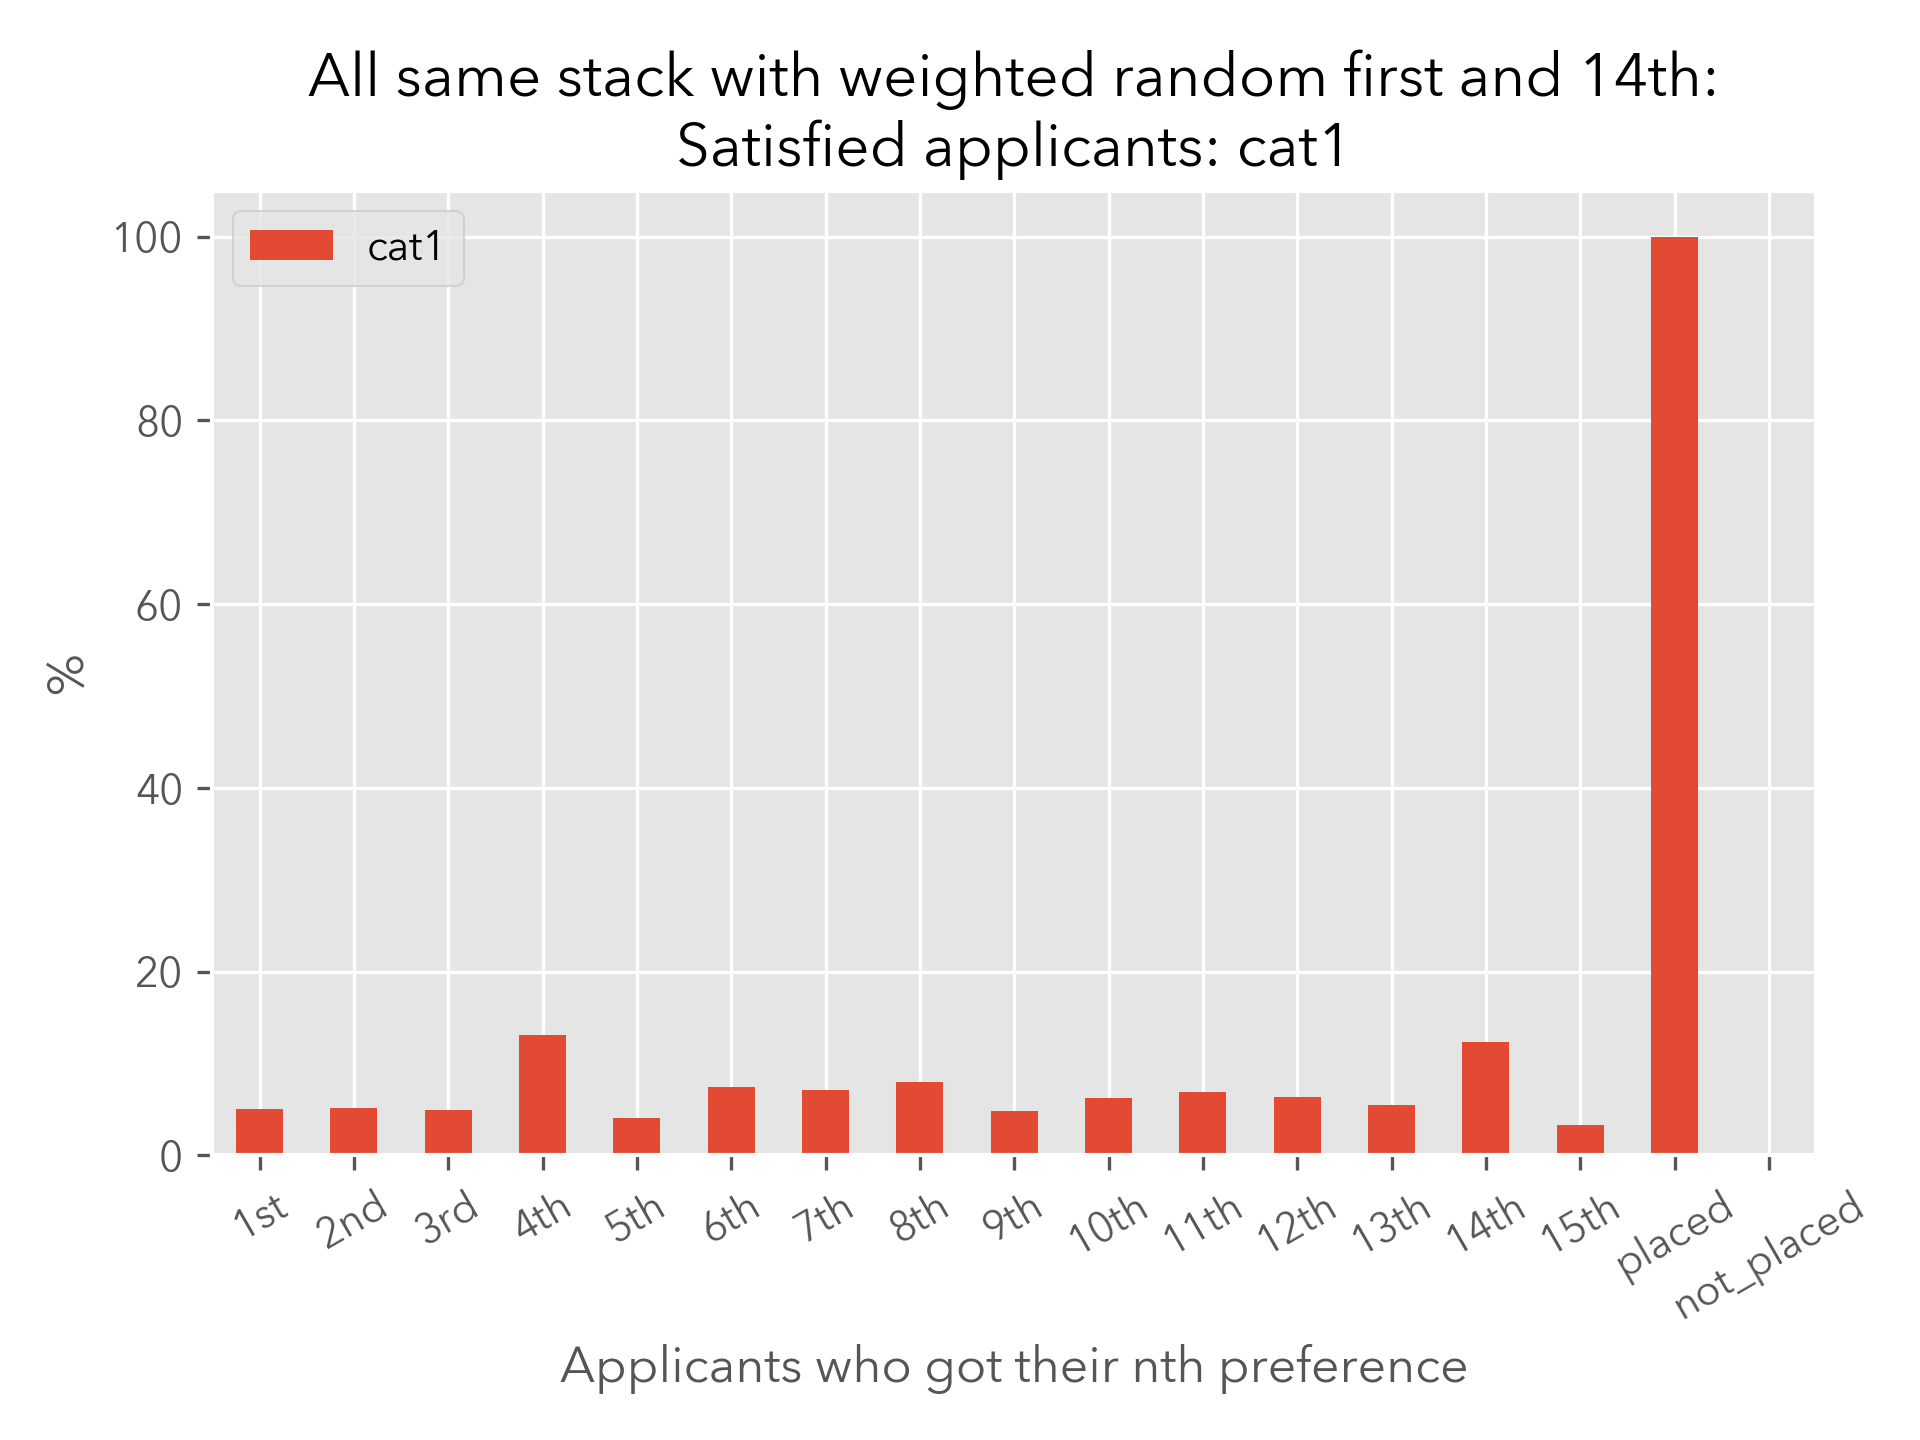 All same stack with weighted random first and 14th:
Satisfied applicants: cat1
cat1
100
80
60
40
20
0
%
1st
2nd
3rd
4th
5th
6th
7th
8th
9th
10th
11th
12th
13th
14th
15th
placed
not_placed
Applicants who got their nth preference